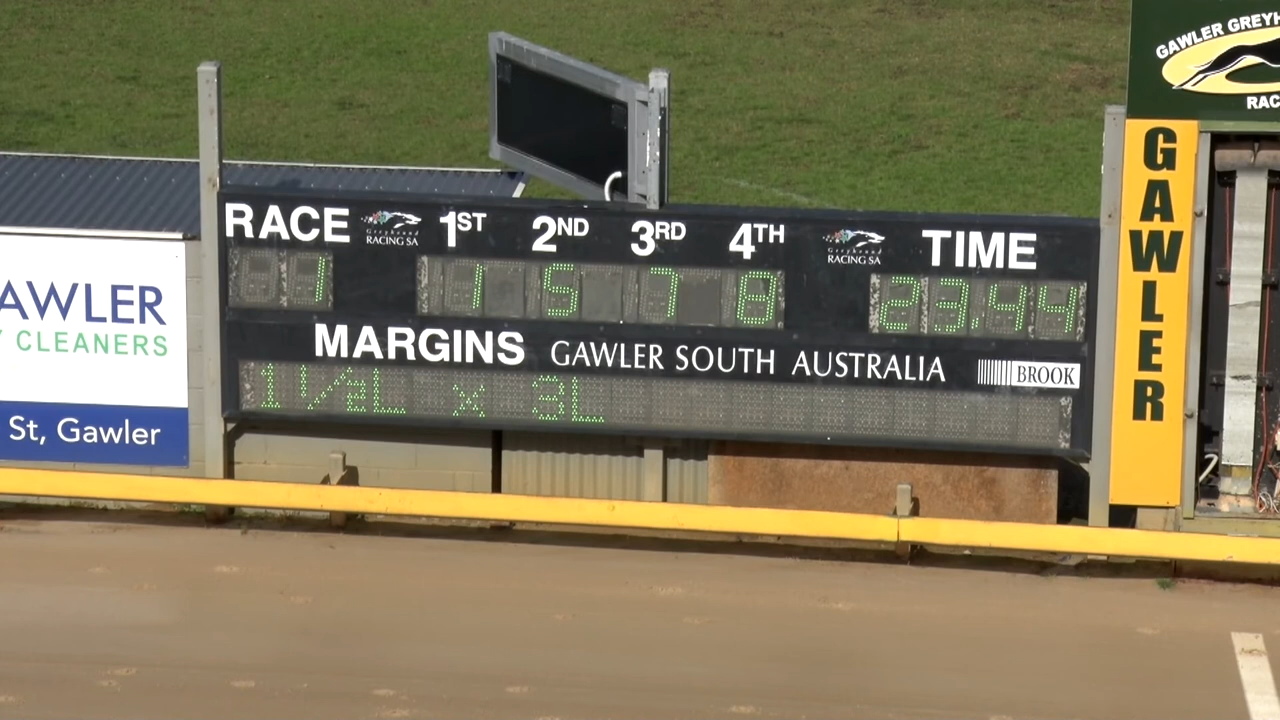 GAWLER GREYH
RAC
GAWLER
RACE 1ST 2ND 3RD 4TH TIME
Greyhound RACING SA
Greyhound RACING SA
1 1 5 7 8 23.44
MARGINS GAWLER SOUTH AUSTRALIA BROOK
1 1/2L x 3L
AWLER
Y CLEANERS
St, Gawler